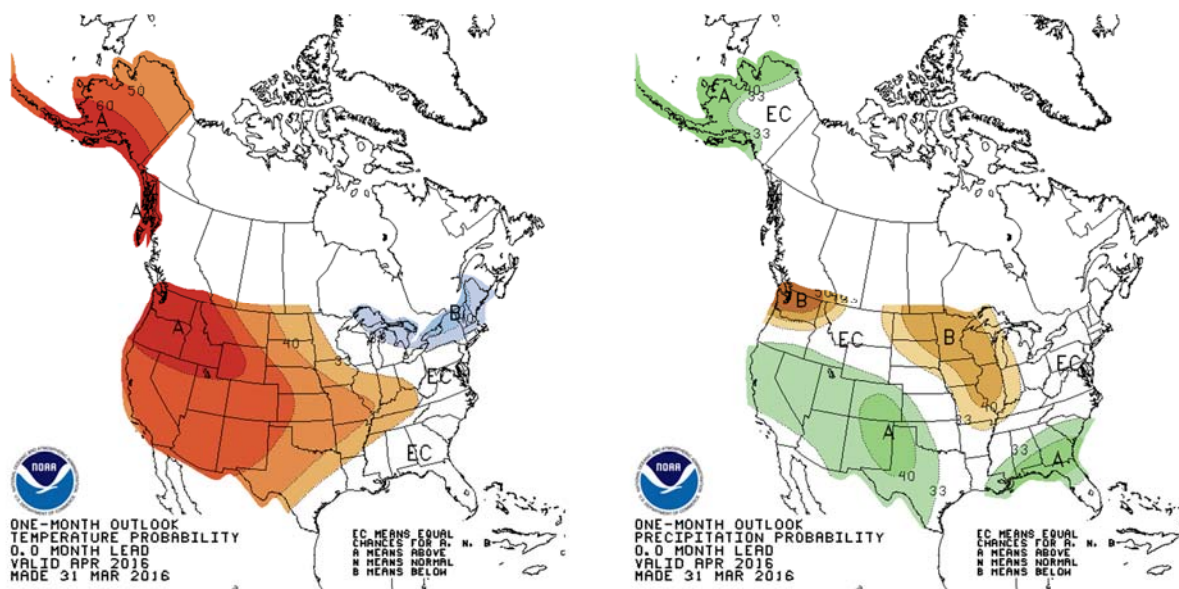 50
60
A
A
A
40
33
B
40
EC
EC
NOAA
ONE-MONTH OUTLOOK
TEMPERATURE PROBABILITY
0.0 MONTH LEAD
VALID APR 2016
MADE 31 MAR 2016
EC MEANS EQUAL
CHANCES FOR A, N, B
A MEANS ABOVE
N MEANS NORMAL
B MEANS BELOW
40
A
33
EC
33
B
50
EC
B
EC
40
33
A
33
A
40
33
NOAA
ONE-MONTH OUTLOOK
PRECIPITATION PROBABILITY
0.0 MONTH LEAD
VALID APR 2016
MADE 31 MAR 2016
EC MEANS EQUAL
CHANCES FOR A, N, B
A MEANS ABOVE
N MEANS NORMAL
B MEANS BELOW